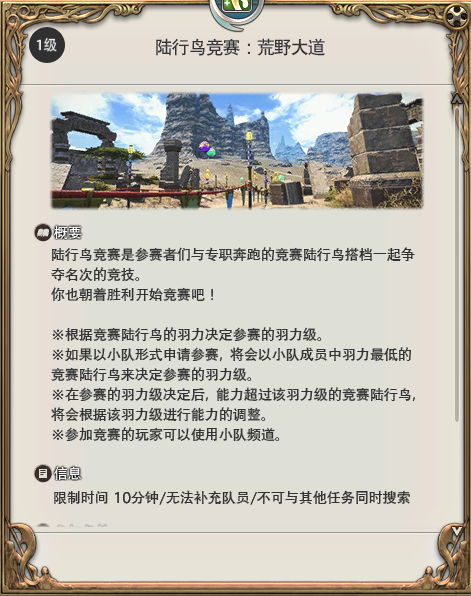 1级
陆行鸟竞赛：荒野大道
概要
陆行鸟竞赛是参赛者们与专职奔跑的竞赛陆行鸟搭档一起争
夺名次的竞技。
你也朝着胜利开始竞赛吧！
※根据竞赛陆行鸟的羽力决定参赛的羽力级。
※如果以小队形式申请参赛, 将会以小队成员中羽力最低的
竞赛陆行鸟来决定参赛的羽力级。
※在参赛的羽力级决定后, 能力超过该羽力级的竞赛陆行鸟,
将会根据该羽力级进行能力的调整。
※参加竞赛的玩家可以使用小队频道。
信息
限制时间 10分钟/无法补充队员/不可与其他任务同时搜索